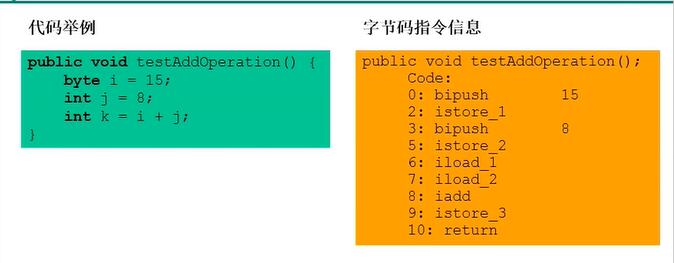 代码举例
public void testAddOperation() {
    byte i = 15;
    int j = 8;
    int k = i + j;
}
字节码指令信息
public void testAddOperation();
     Code:
     0: bipush        15
     2: istore_1
     3: bipush        8
     5: istore_2
     6: iload_1
     7: iload_2
     8: iadd
     9: istore_3
     10: return